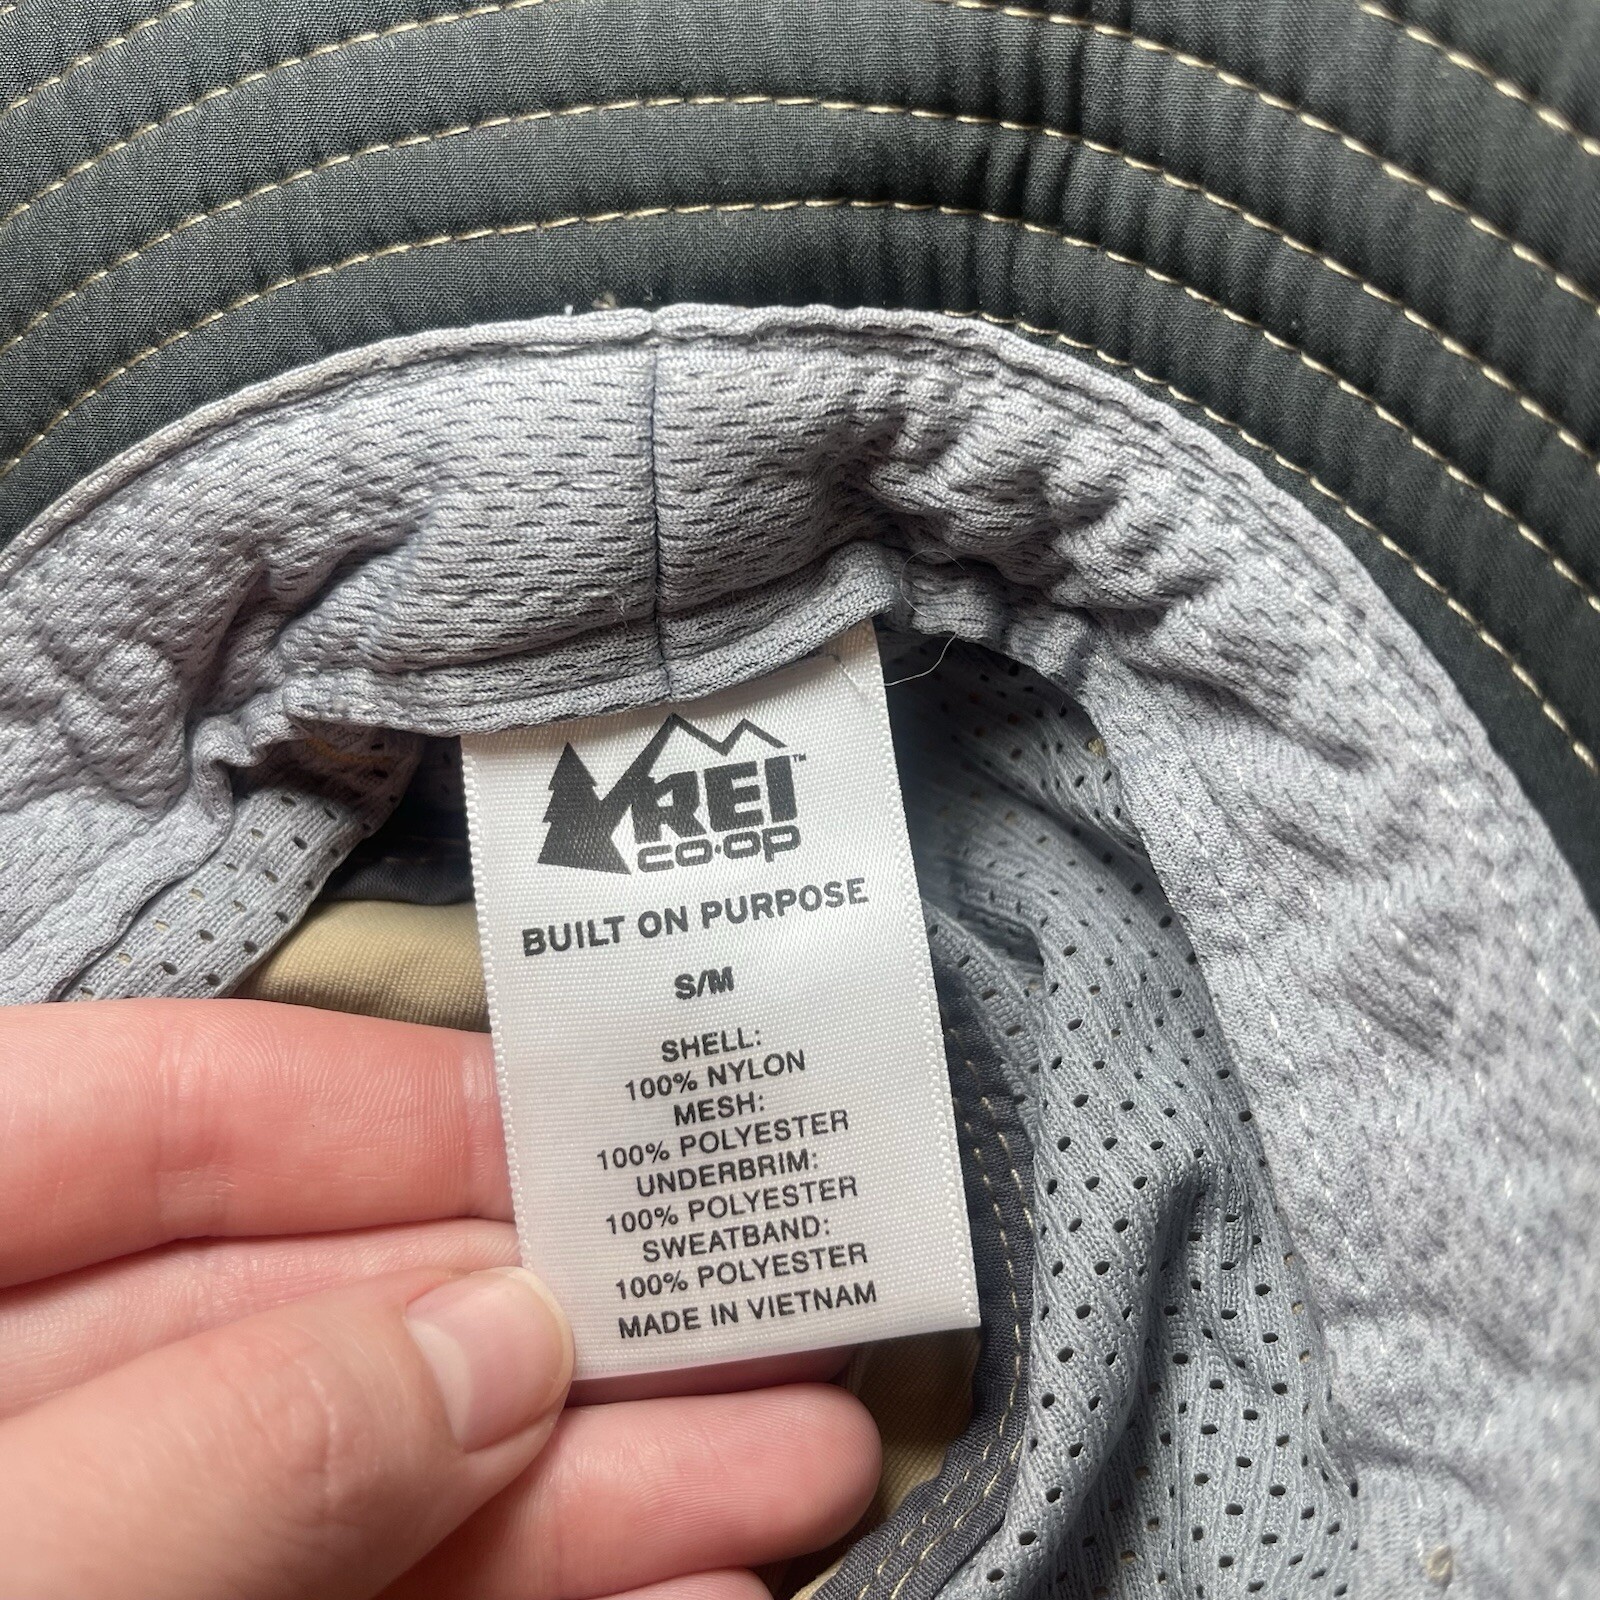 REI™
co·op
BUILT ON PURPOSE
S/M
SHELL:
100% NYLON
MESH:
100% POLYESTER
UNDERBRIM:
100% POLYESTER
SWEATBAND:
100% POLYESTER
MADE IN VIETNAM